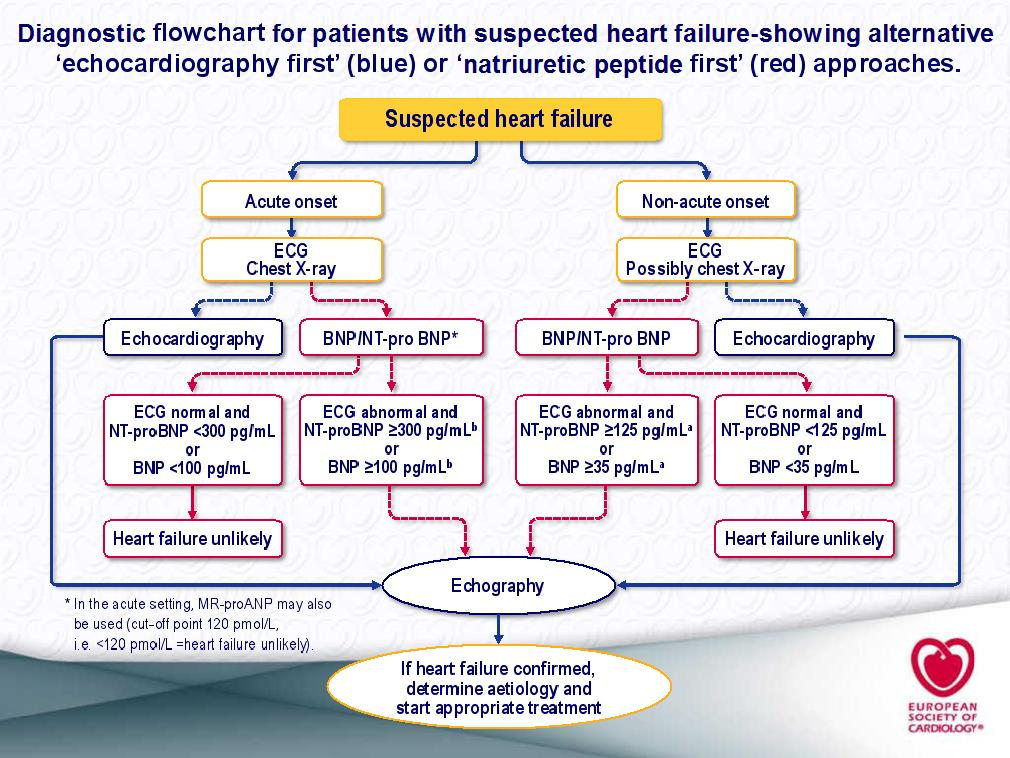 Diagnostic flowchart for patients with suspected heart failure-showing alternative
‘echocardiography first’ (blue) or ‘natriuretic peptide first’ (red) approaches.
Suspected heart failure
Acute onset
Non-acute onset
ECG
Chest X-ray
ECG
Possibly chest X-ray
Echocardiography
BNP/NT-pro BNP*
BNP/NT-pro BNP
Echocardiography
ECG normal and
NT-proBNP <300 pg/mL
or
BNP <100 pg/mL
ECG abnormal and
NT-proBNP ≥300 pg/mLᵇ
or
BNP ≥100 pg/mLᵇ
ECG abnormal and
NT-proBNP ≥125 pg/mLᵃ
or
BNP ≥35 pg/mLᵃ
ECG normal and
NT-proBNP <125 pg/mL
or
BNP <35 pg/mL
Heart failure unlikely
Heart failure unlikely
Echography
* In the acute setting, MR-proANP may also
be used (cut-off point 120 pmol/L,
i.e. <120 pmol/L =heart failure unlikely).
If heart failure confirmed,
determine aetiology and
start appropriate treatment
EUROPEAN
SOCIETY OF
CARDIOLOGY®